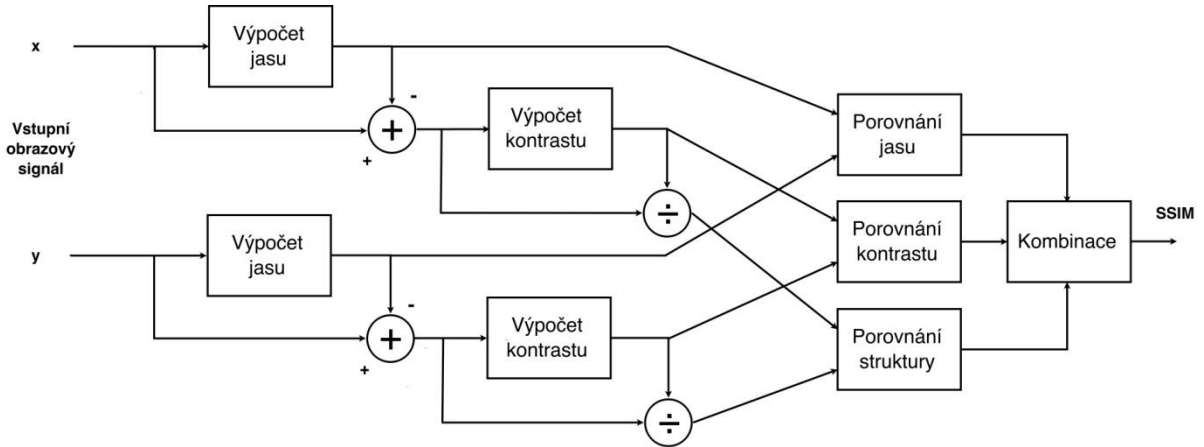 x
Výpočet
jasu
-
+
+
Výpočet
kontrastu
÷
Vstupní
obrazový
signál
y
Výpočet
jasu
-
+
+
Výpočet
kontrastu
÷
Porovnání
jasu
Porovnání
kontrastu
Porovnání
struktury
Kombinace
SSIM